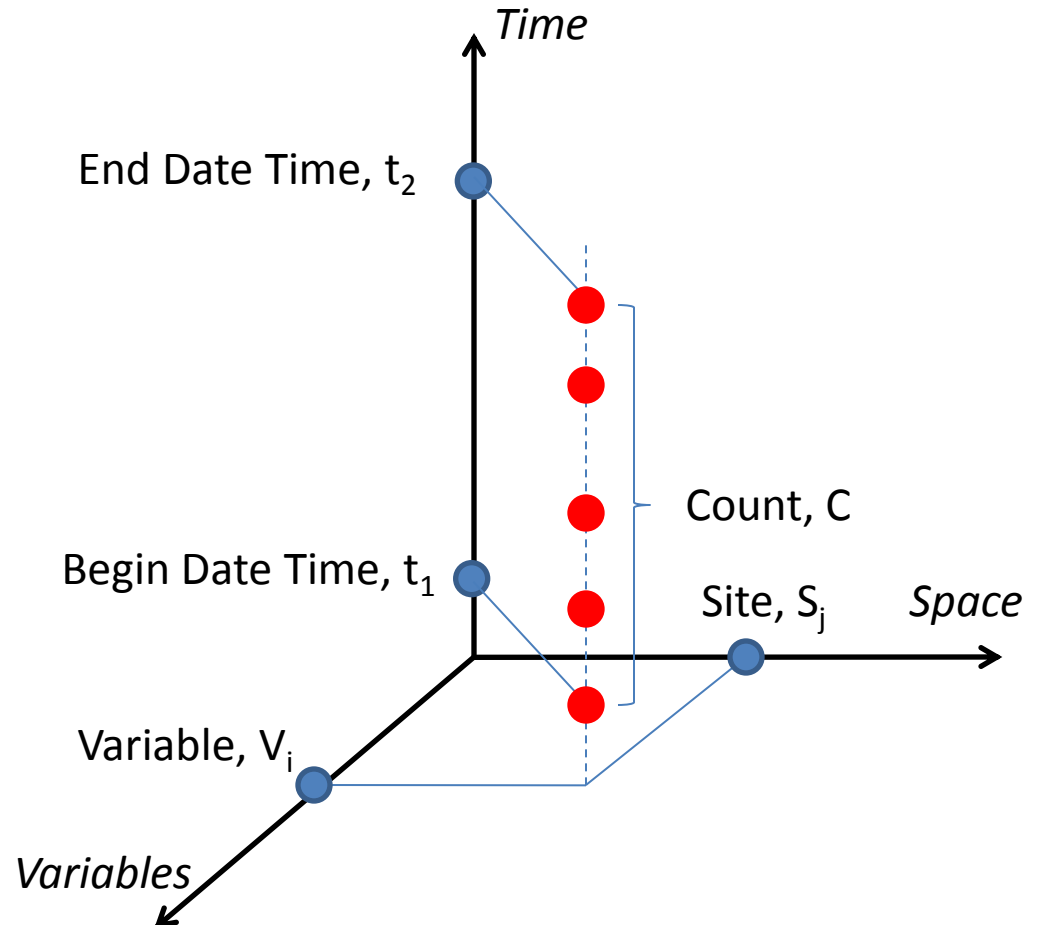 Time
End Date Time, t₂
Count, C
Begin Date Time, t₁
Site, Sⱼ
Space
Variable, Vᵢ
Variables